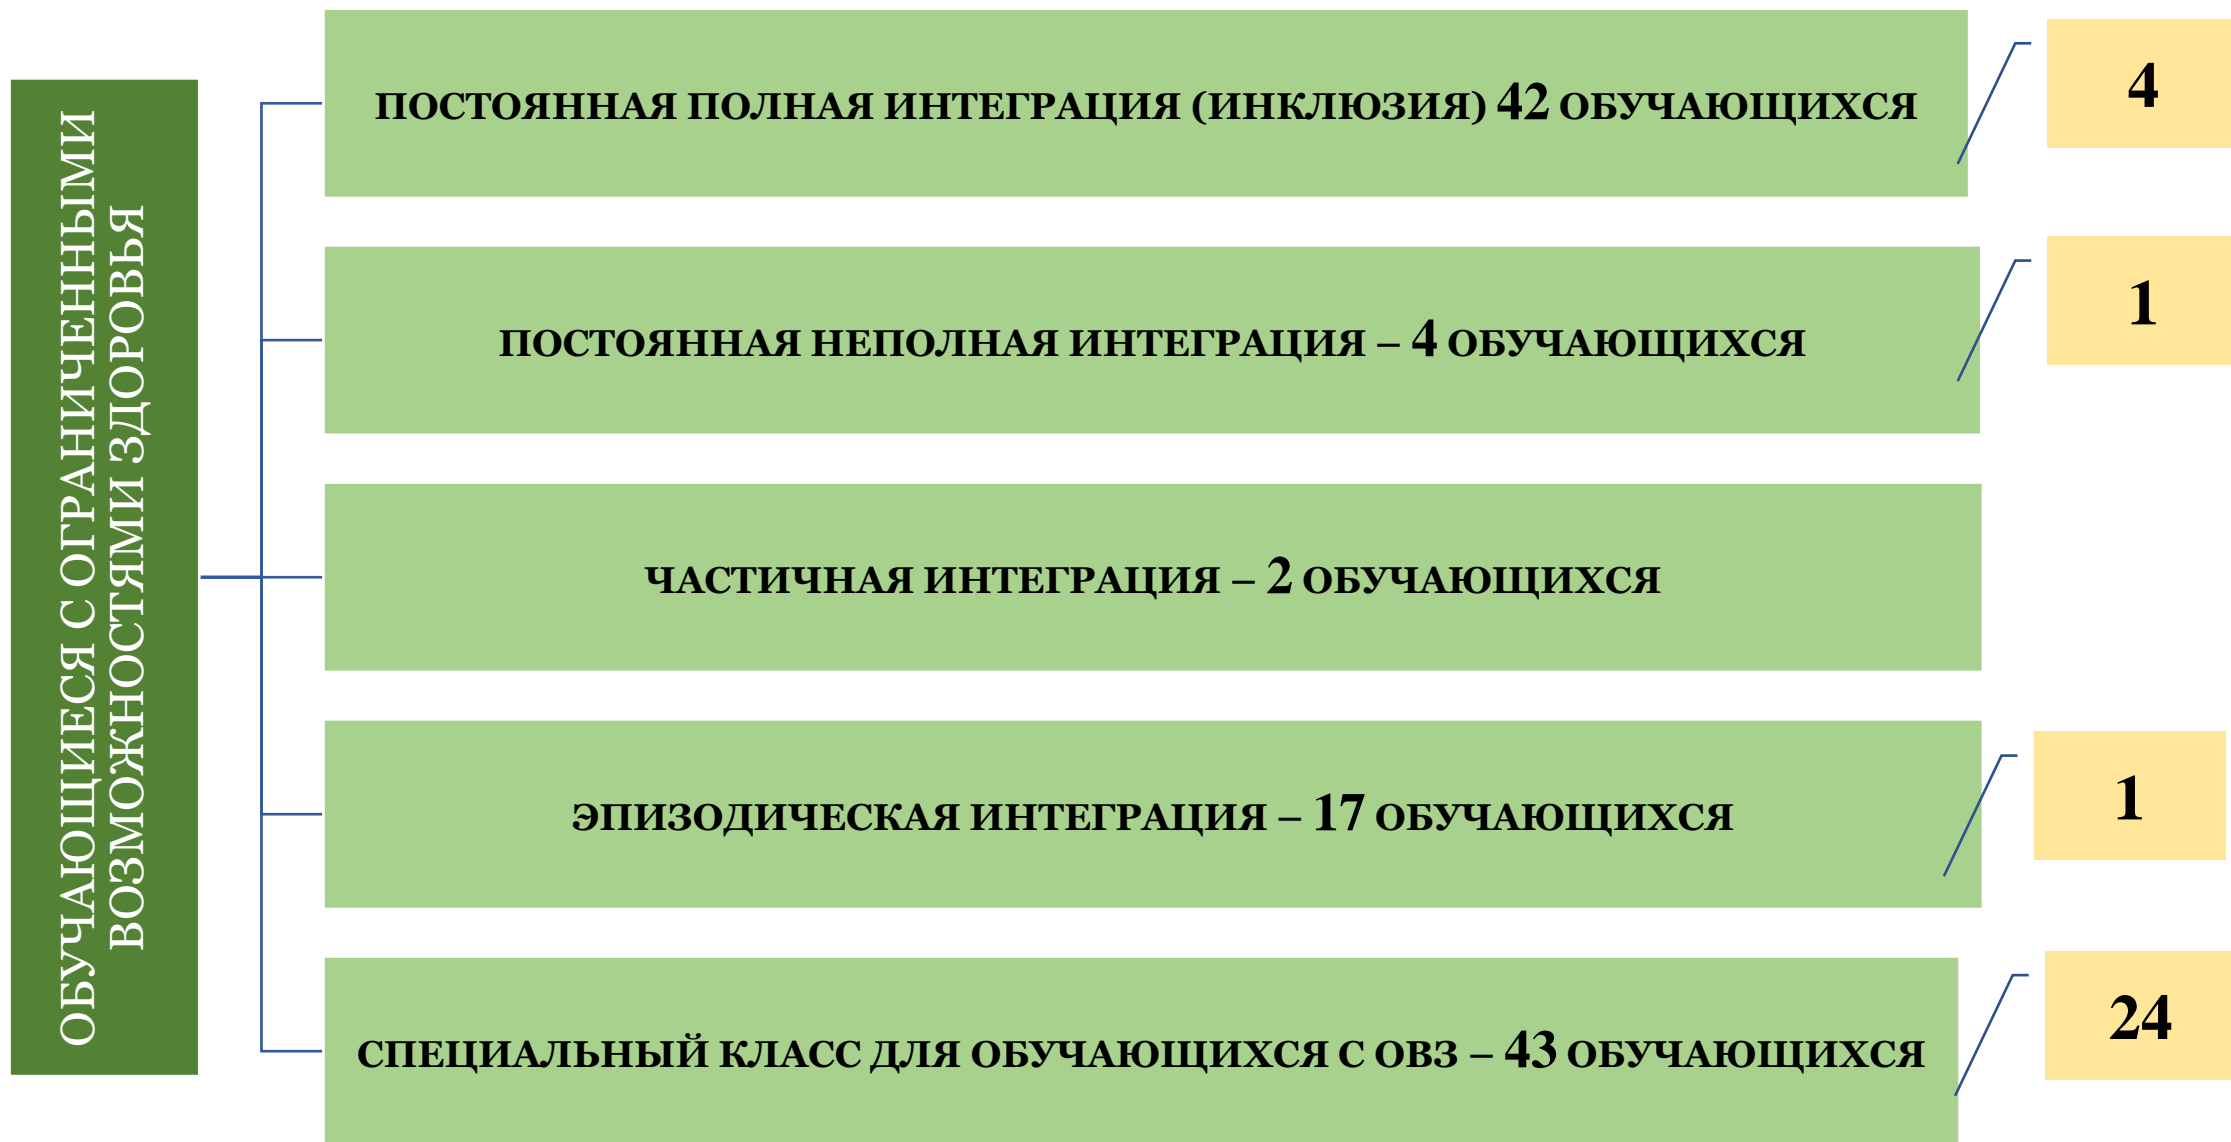 ОБУЧАЮЩИЕСЯ С ОГРАНИЧЕННЫМИ
ВОЗМОЖНОСТЯМИ ЗДОРОВЬЯ
ПОСТОЯННАЯ ПОЛНАЯ ИНТЕГРАЦИЯ (ИНКЛЮЗИЯ) 42 ОБУЧАЮЩИХСЯ
4
ПОСТОЯННАЯ НЕПОЛНАЯ ИНТЕГРАЦИЯ – 4 ОБУЧАЮЩИХСЯ
1
ЧАСТИЧНАЯ ИНТЕГРАЦИЯ – 2 ОБУЧАЮЩИХСЯ
ЭПИЗОДИЧЕСКАЯ ИНТЕГРАЦИЯ – 17 ОБУЧАЮЩИХСЯ
1
СПЕЦИАЛЬНЫЙ КЛАСС ДЛЯ ОБУЧАЮЩИХСЯ С ОВЗ – 43 ОБУЧАЮЩИХСЯ
24